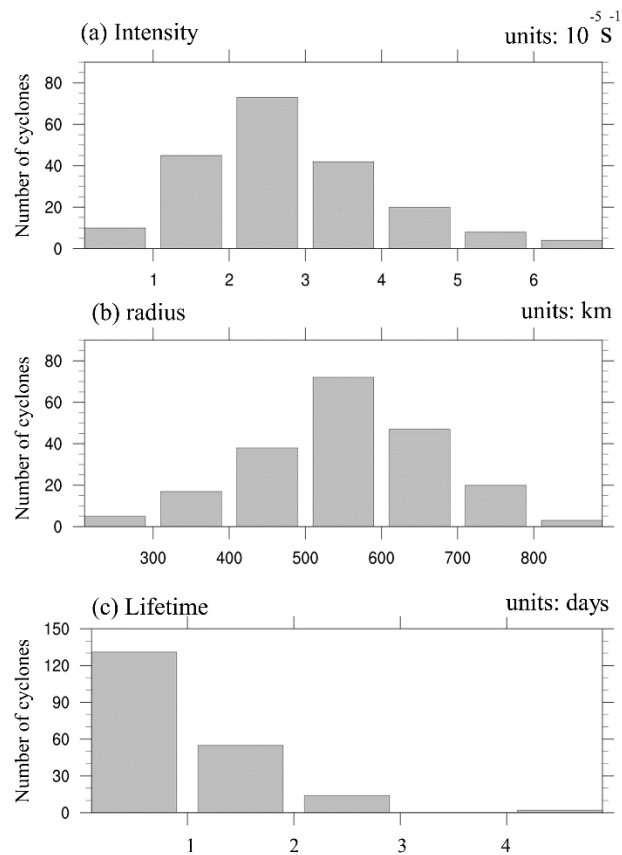 (a) Intensity units: 10 -5 S -1
Number of cyclones
80
60
40
20
0
1 2 3 4 5 6
(b) radius units: km
Number of cyclones
80
60
40
20
0
300 400 500 600 700 800
(c) Lifetime units: days
Number of cyclones
150
120
90
60
30
0
1 2 3 4